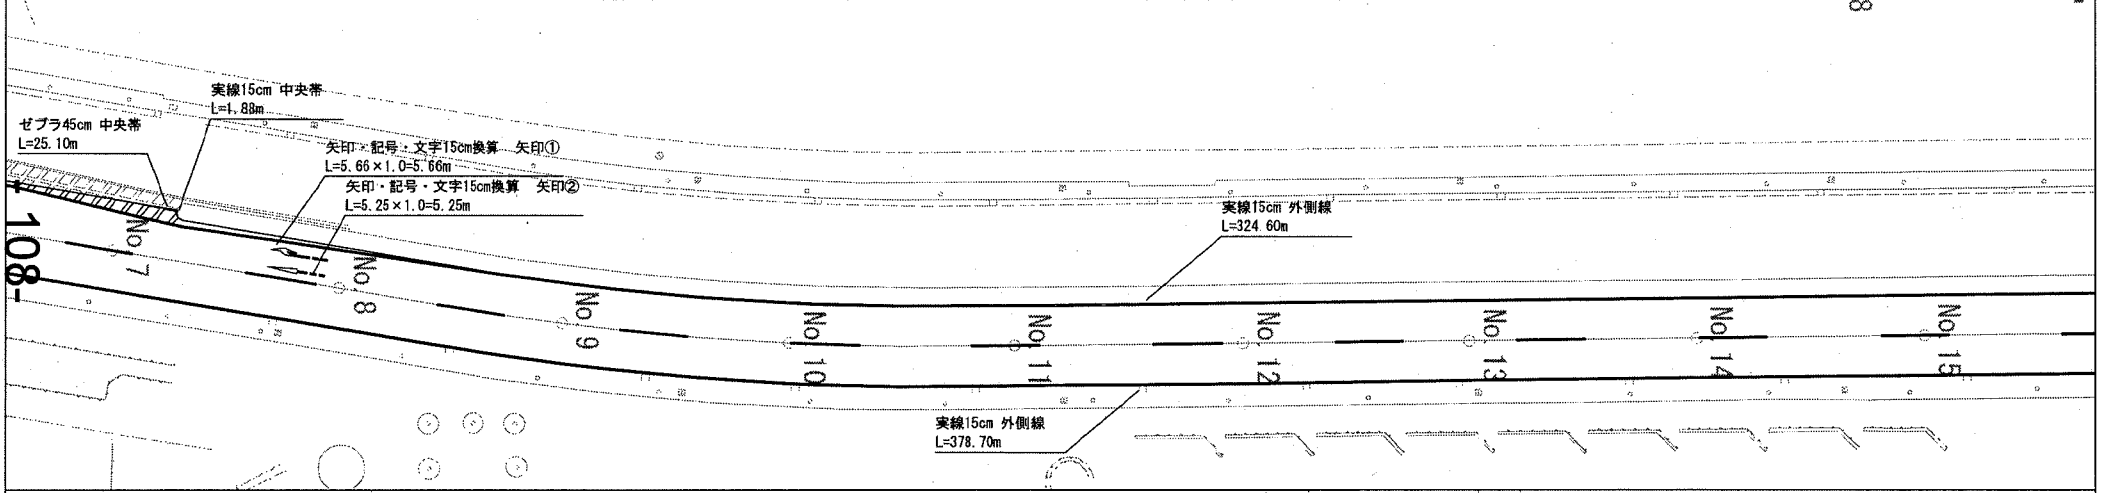 8
実線15cm 中央帯
L=1.88m
ゼブラ45cm 中央帯
L=25.10m
矢印・記号・文字15cm換算 矢印①
L=5.66×1.0=5.66m
矢印・記号・文字15cm換算 矢印②
L=5.25×1.0=5.25m
実線15cm 外側線
L=324.60m
108-
No.7
No.8
No.9
No.10
No.11
No.12
No.13
No.14
No.15
実線15cm 外側線
L=378.70m